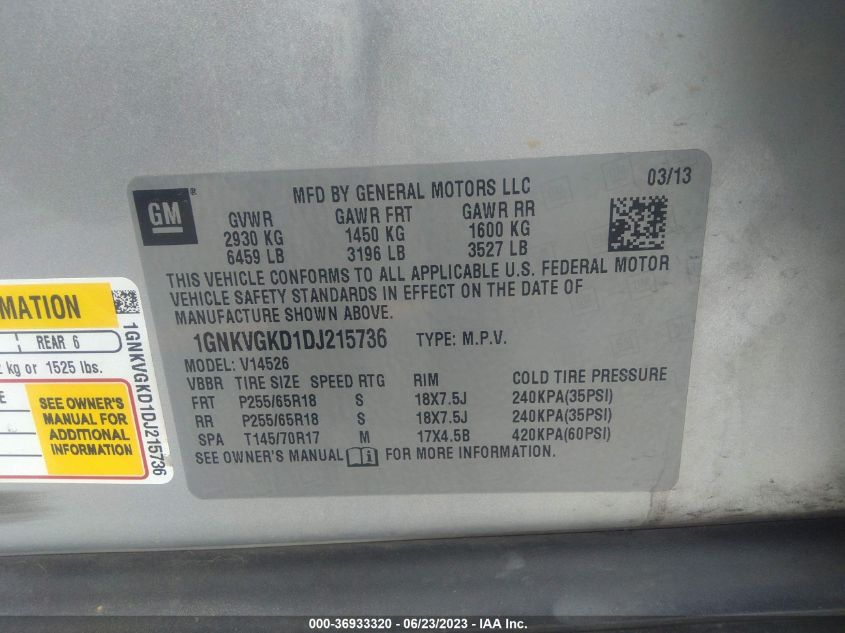 MFD BY GENERAL MOTORS LLC
03/13
GM
®
GVWR GAWR FRT GAWR RR
2930 KG 1450 KG 1600 KG
6459 LB 3196 LB 3527 LB
THIS VEHICLE CONFORMS TO ALL APPLICABLE U.S. FEDERAL MOTOR
VEHICLE SAFETY STANDARDS IN EFFECT ON THE DATE OF
MANUFACTURE SHOWN ABOVE.
1GNKVGKD1DJ215736 TYPE: M.P.V.
MODEL: V14526
VBBR TIRE SIZE SPEED RTG RIM COLD TIRE PRESSURE
FRT P255/65R18 S 18X7.5J 240KPA(35PSI)
RR P255/65R18 S 18X7.5J 240KPA(35PSI)
SPA T145/70R17 M 17X4.5B 420KPA(60PSI)
SEE OWNER'S MANUAL i FOR MORE INFORMATION.
REAR 6
kg or 1525 lbs.
SEE OWNER'S
MANUAL FOR
ADDITIONAL
INFORMATION
1GNKVGKD1DJ215736
000-36933320 - 06/23/2023 - IAA, Inc.